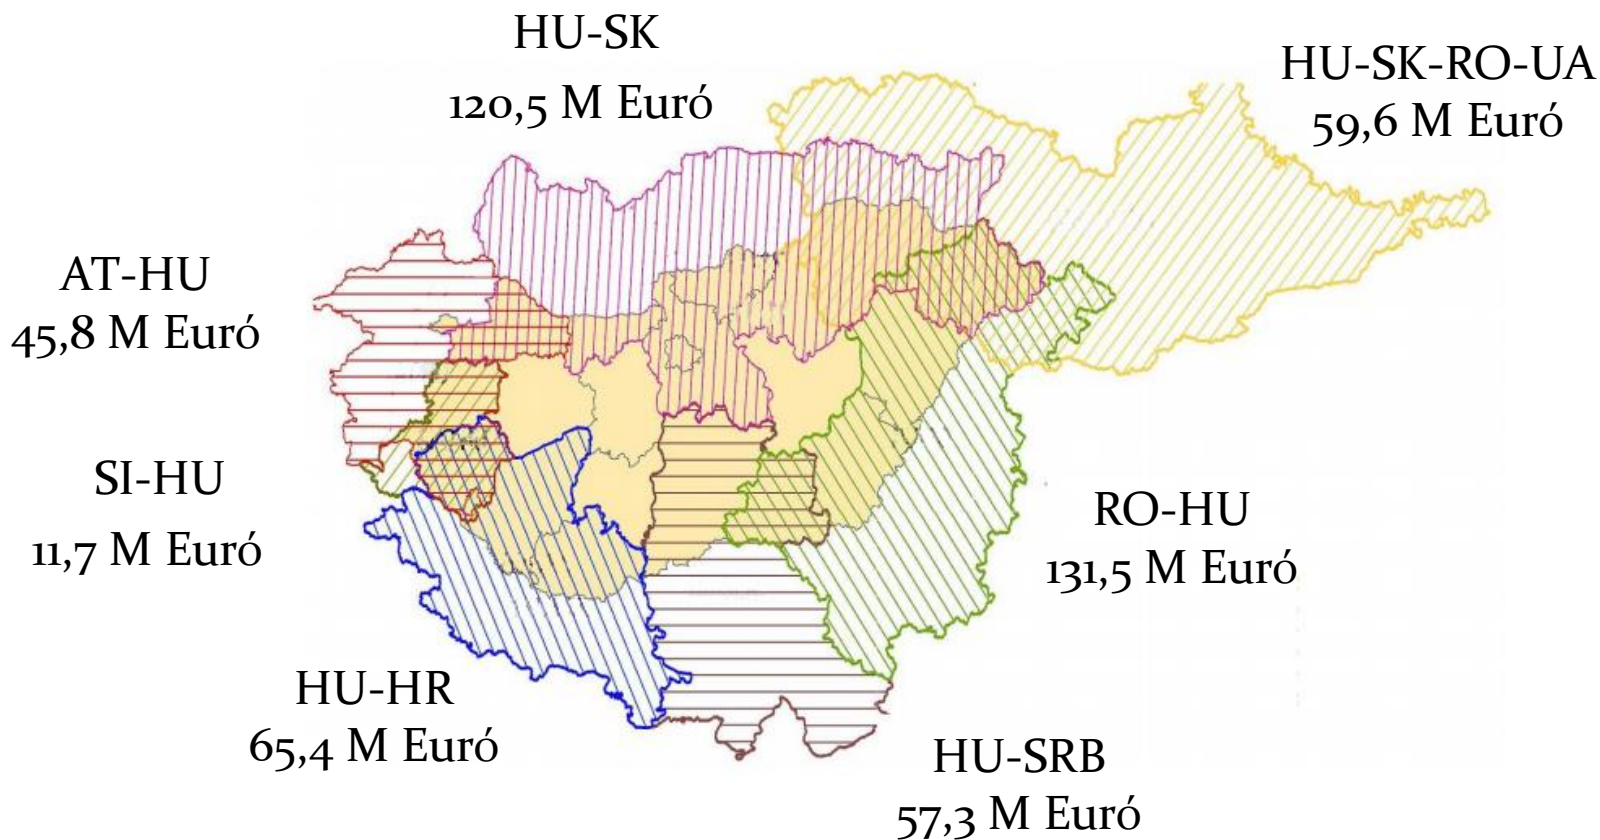 HU-SK
120,5 M Euró
HU-SK-RO-UA
59,6 M Euró
AT-HU
45,8 M Euró
SI-HU
11,7 M Euró
RO-HU
131,5 M Euró
HU-HR
65,4 M Euró
HU-SRB
57,3 M Euró